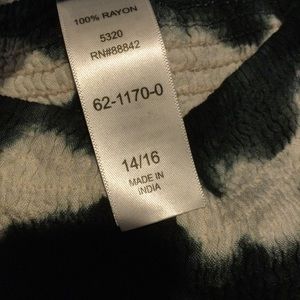 100% RAYON
5320
RN#88842
62-1170-0
14/16
MADE IN
INDIA